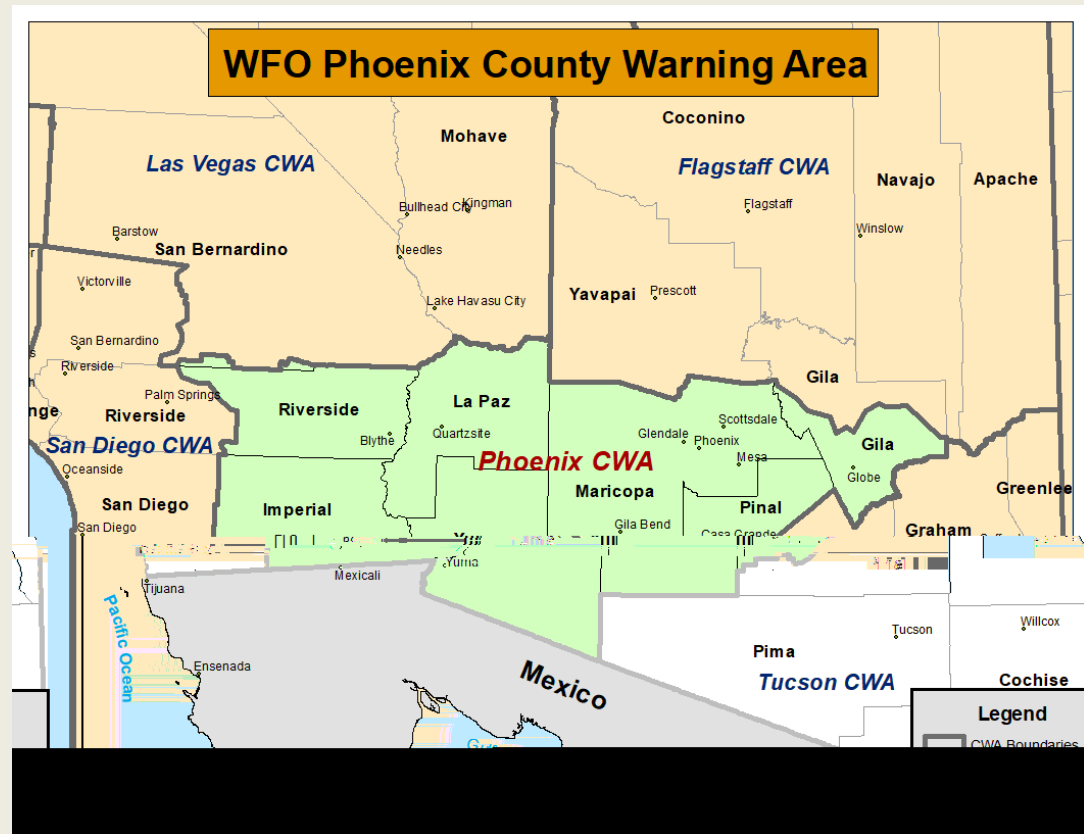 WFO Phoenix County Warning Area
Coconino
Mohave
Las Vegas CWA
Flagstaff CWA
Navajo
Apache
Bullhead City
Kingman
Flagstaff
Barstow
Winslow
San Bernardino
Needles
Victorville
Yavapai
Prescott
Lake Havasu City
San Bernardino
Riverside
Gila
Palm Springs
La Paz
nge
Riverside
Riverside
Scottsdale
Blythe
Quartzsite
Glendale
Phoenix
Gila
San Diego CWA
Phoenix CWA
Mesa
Oceanside
Globe
Maricopa
Greenlee
San Diego
Imperial
Pinal
San Diego
Gila Bend
Casa Grande
Graham
Yuma
Mexicali
Tijuana
Pacific Ocean
Tucson
Willcox
Ensenada
Pima
Mexico
Tucson CWA
Cochise
Legend
CWA Boundaries